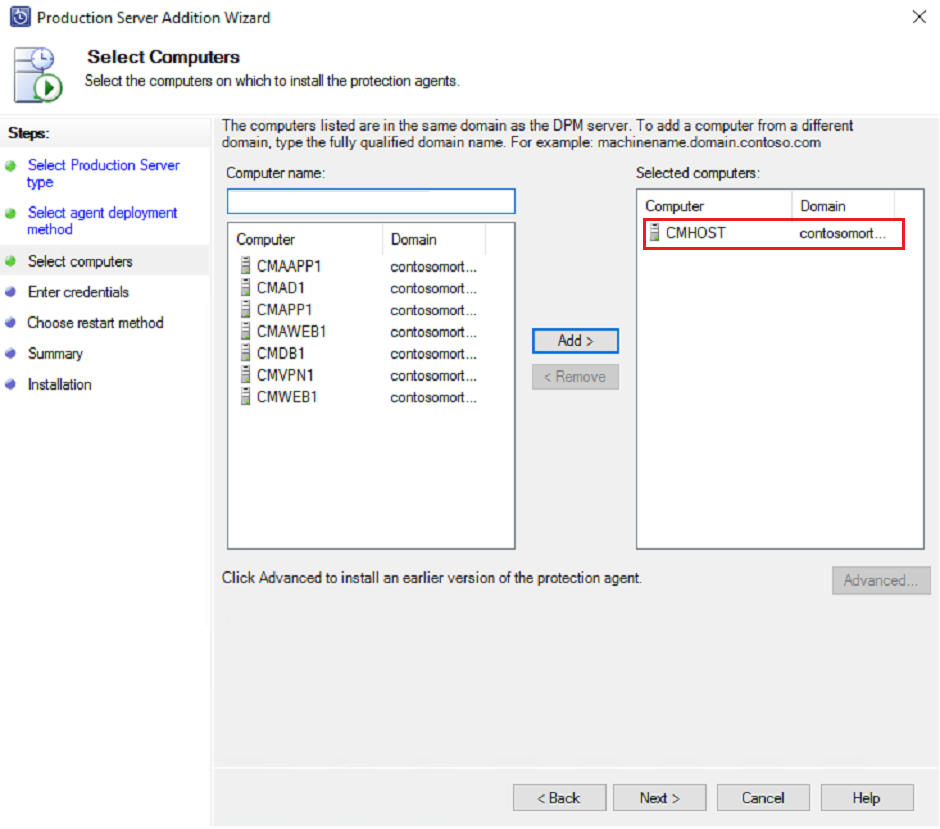 Production Server Addition Wizard
Select Computers
Select the computers on which to install the protection agents.
Steps:
Select Production Server
type
Select agent deployment
method
Select computers
Enter credentials
Choose restart method
Summary
Installation
The computers listed are in the same domain as the DPM server. To add a computer from a different
domain, type the fully qualified domain name. For example: machinename.domain.contoso.com
Computer name:
Computer Domain
CMAAPP1 contosomort...
CMAD1 contosomort...
CMAPP1 contosomort...
CMAWEB1 contosomort...
CMDB1 contosomort...
CMVPN1 contosomort...
CMWEB1 contosomort...
Add >
< Remove
Selected computers:
Computer Domain
CMHOST contosomort...
Click Advanced to install an earlier version of the protection agent.
Advanced...
< Back Next > Cancel Help